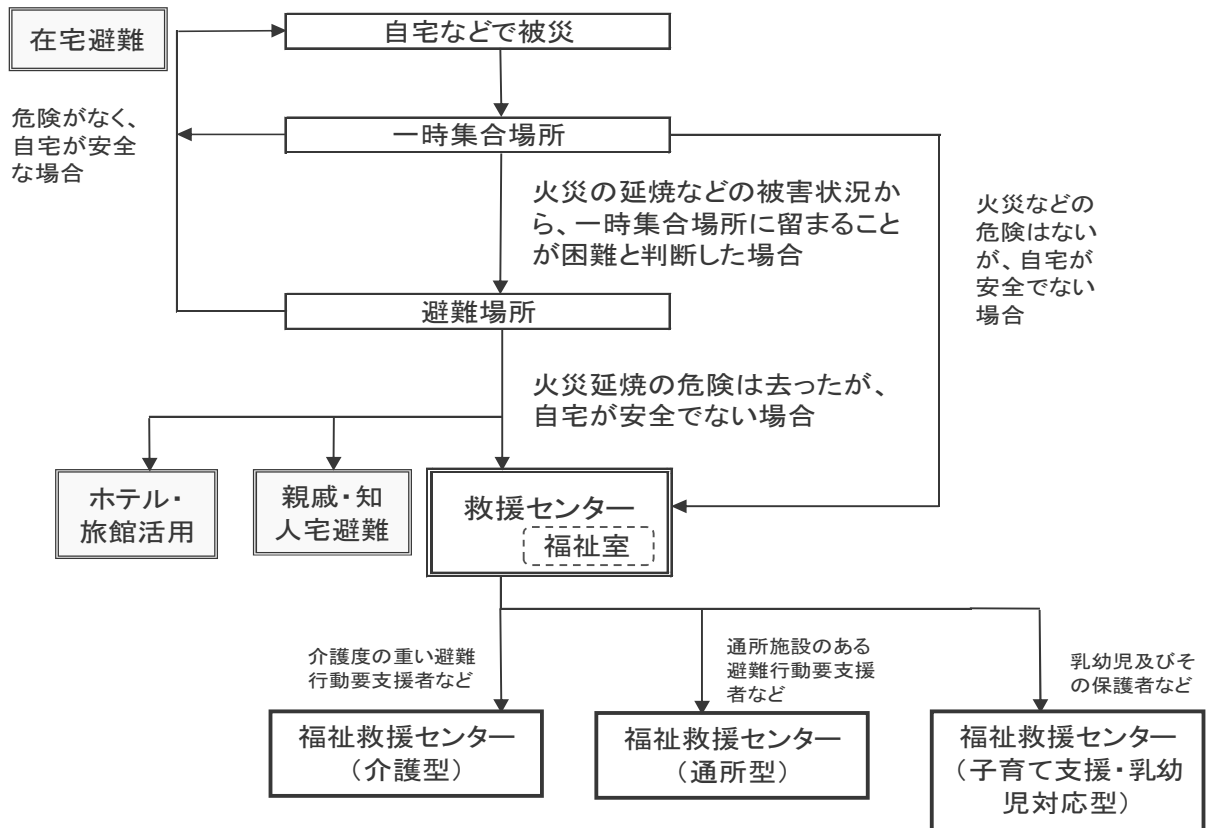 在宅避難
自宅などで被災
危険がなく、
自宅が安全
な場合
一時集合場所
火災の延焼などの被害状況か
ら、一時集合場所に留まること
が困難と判断した場合
火災などの
危険はない
が、自宅が
安全でない
場合
避難場所
火災延焼の危険は去ったが、
自宅が安全でない場合
ホテル・
旅館活用
親戚・知
人宅避難
救援センター
福祉室
介護度の重い避難
行動要支援者など
通所施設のある
避難行動要支援
者など
乳幼児及びそ
の保護者など
福祉救援センター
（介護型）
福祉救援センター
（通所型）
福祉救援センター
（子育て支援・乳幼
児対応型）